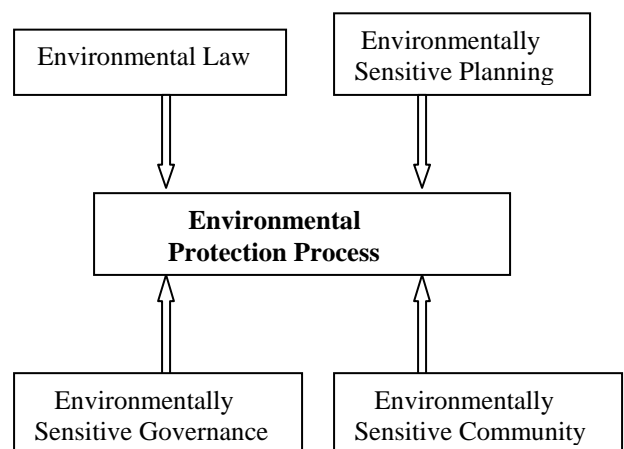 Environmental Law
Environmentally
Sensitive Planning
Environmental
Protection Process
Environmentally
Sensitive Governance
Environmentally
Sensitive Community